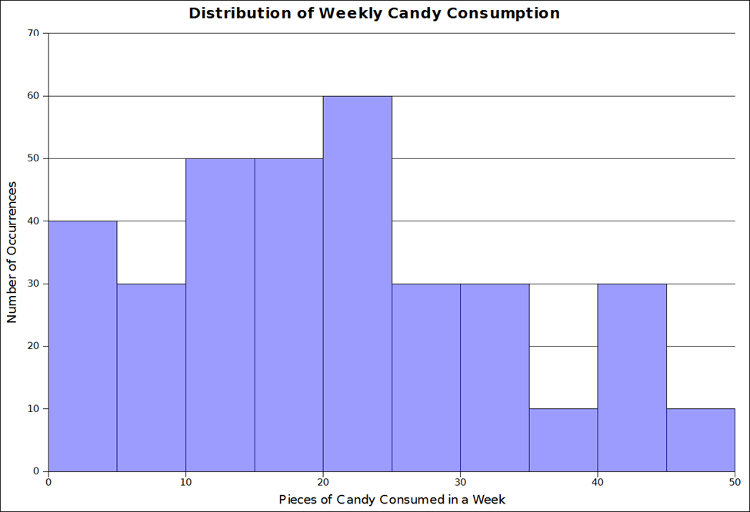 Distribution of Weekly Candy Consumption
70
60
50
40
30
20
10
0
Number of Occurrences
0 10 20 30 40 50
Pieces of Candy Consumed in a Week